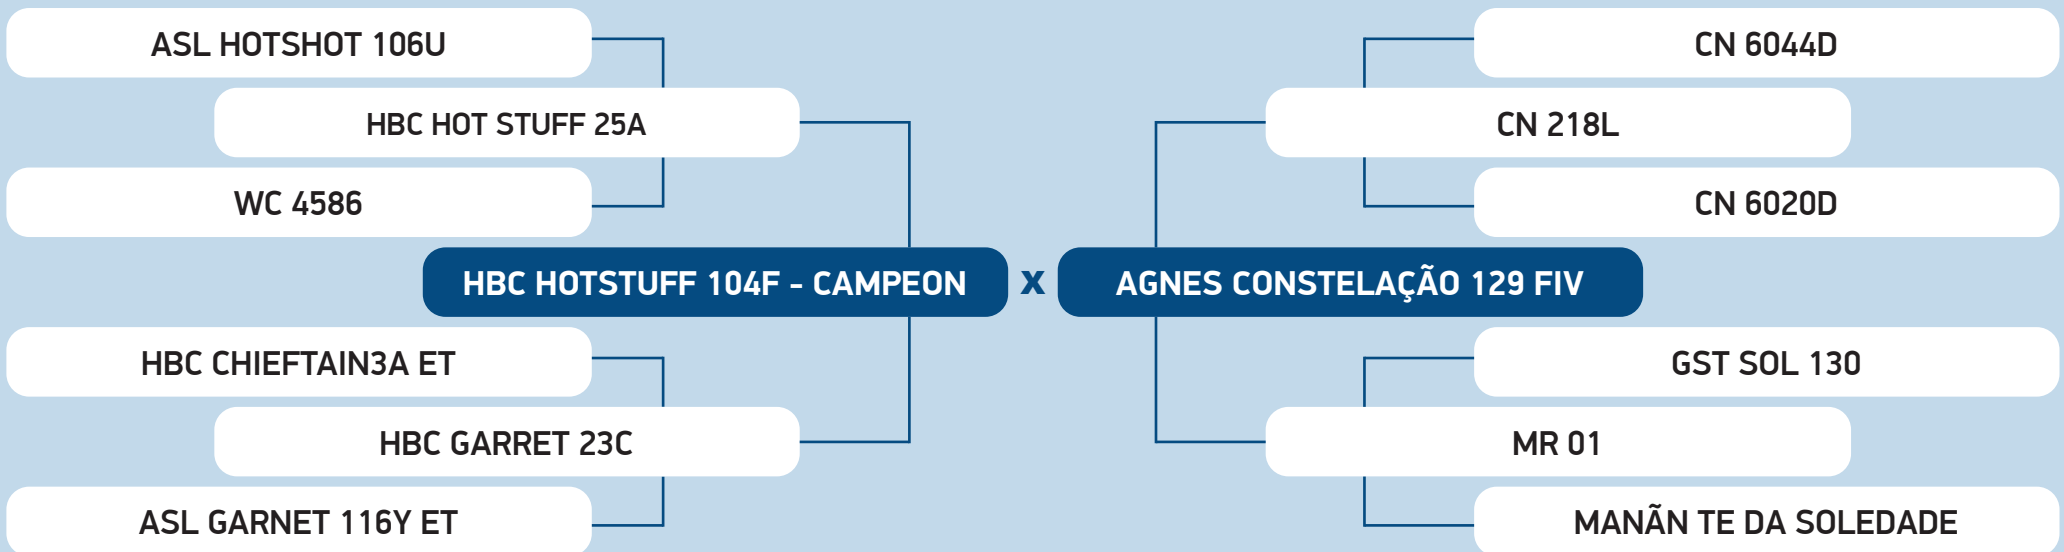 ASL HOTSHOT 106U
CN 6044D
HBC HOT STUFF 25A
CN 218L
WC 4586
CN 6020D
HBC HOTSTUFF 104F - CAMPEON
x
AGNES CONSTELAÇÃO 129 FIV
HBC CHIEFTAIN3A ET
GST SOL 130
HBC GARRET 23C
MR 01
ASL GARNET 116Y ET
MANÃN TE DA SOLEDADE